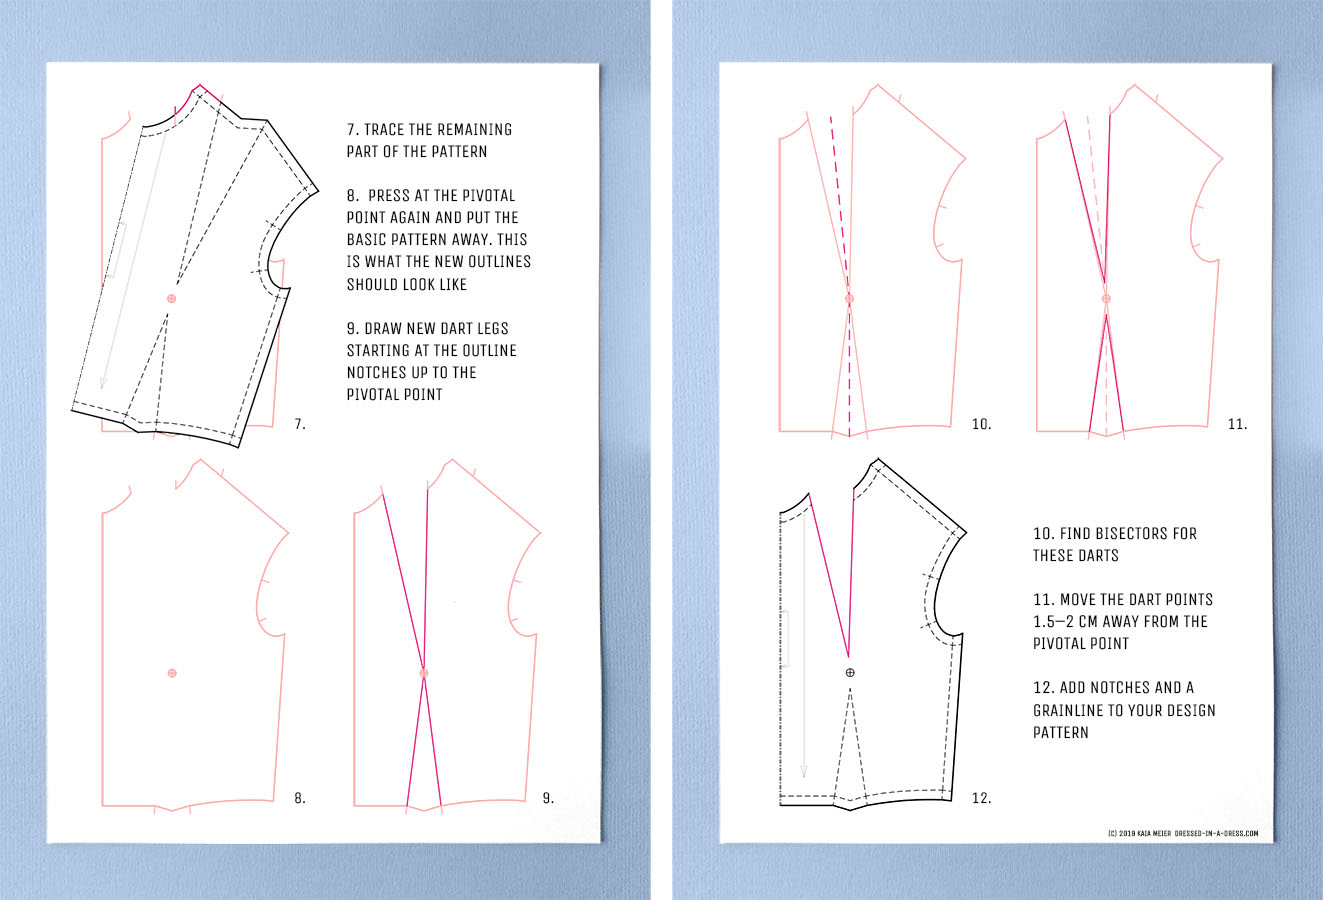 7. TRACE THE REMAINING
PART OF THE PATTERN
8. PRESS AT THE PIVOTAL
POINT AGAIN AND PUT THE
BASIC PATTERN AWAY. THIS
IS WHAT THE NEW OUTLINES
SHOULD LOOK LIKE
9. DRAW NEW DART LEGS
STARTING AT THE OUTLINE
NOTCHES UP TO THE
PIVOTAL POINT
7.
8.
9.
10.
11.
10. FIND BISECTORS FOR
THESE DARTS
11. MOVE THE DART POINTS
1.5–2 CM AWAY FROM THE
PIVOTAL POINT
12. ADD NOTCHES AND A
GRAINLINE TO YOUR DESIGN
PATTERN
12.
(C) 2019 KAIA MEIER DRESSED-IN-A-DRESS.COM